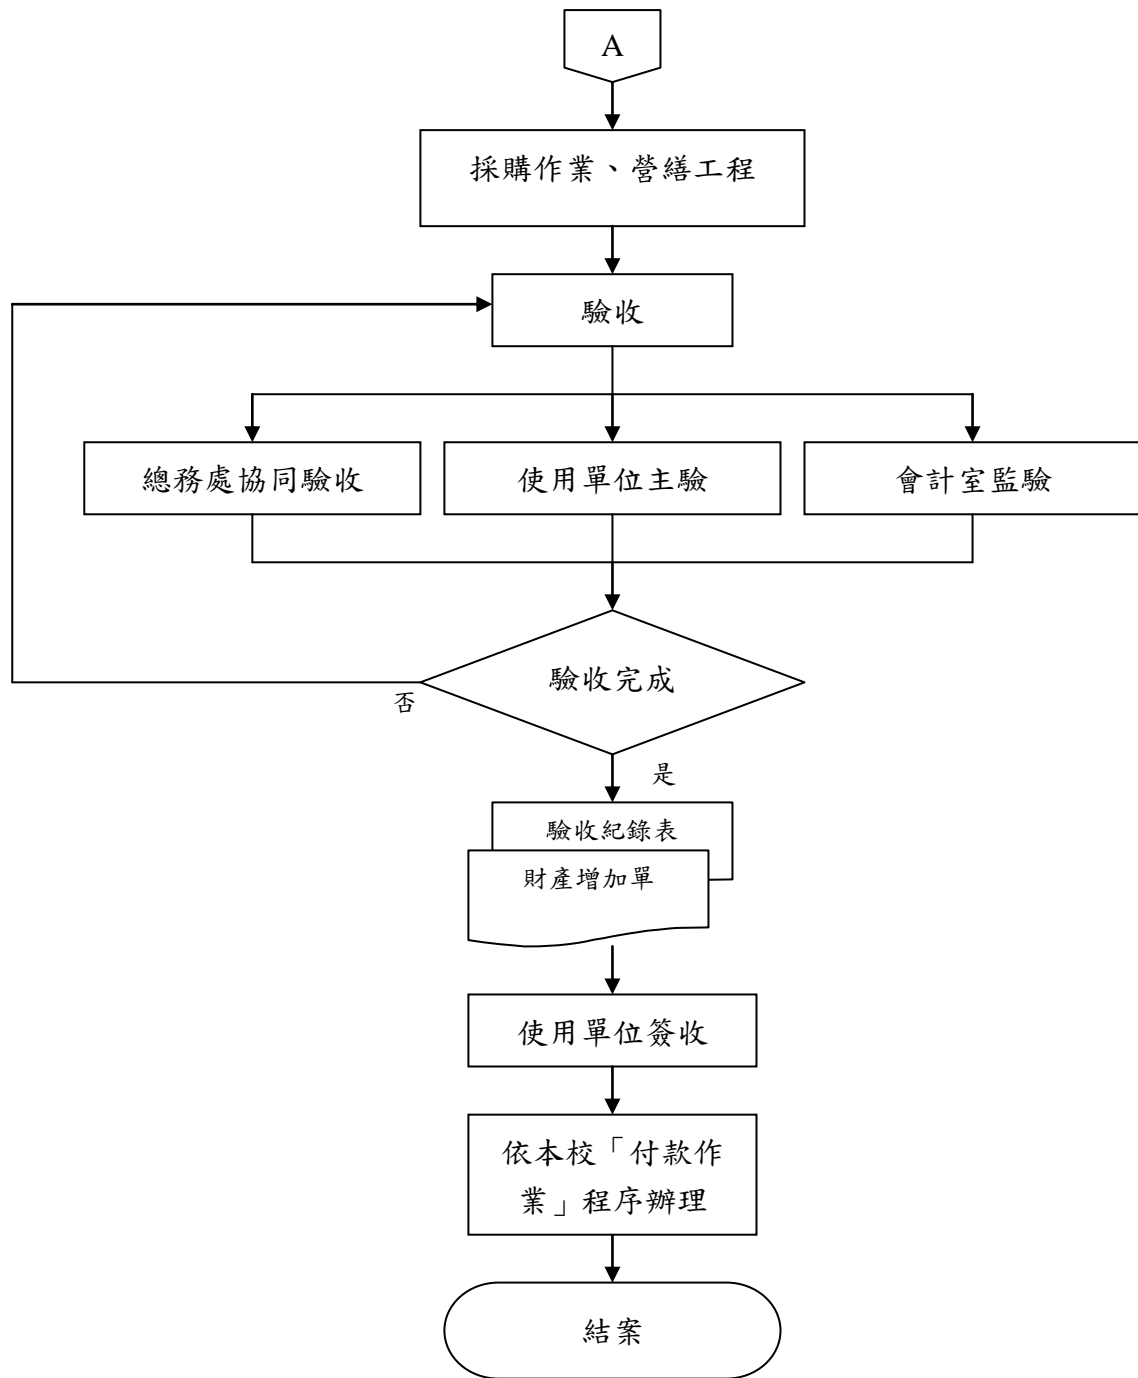 A
採購作業、營繕工程
驗收
總務處協同驗收
使用單位主驗
會計室監驗
驗收完成
否
是
驗收紀錄表
財產增加單
使用單位簽收
依本校「付款作
業」程序辦理
結案